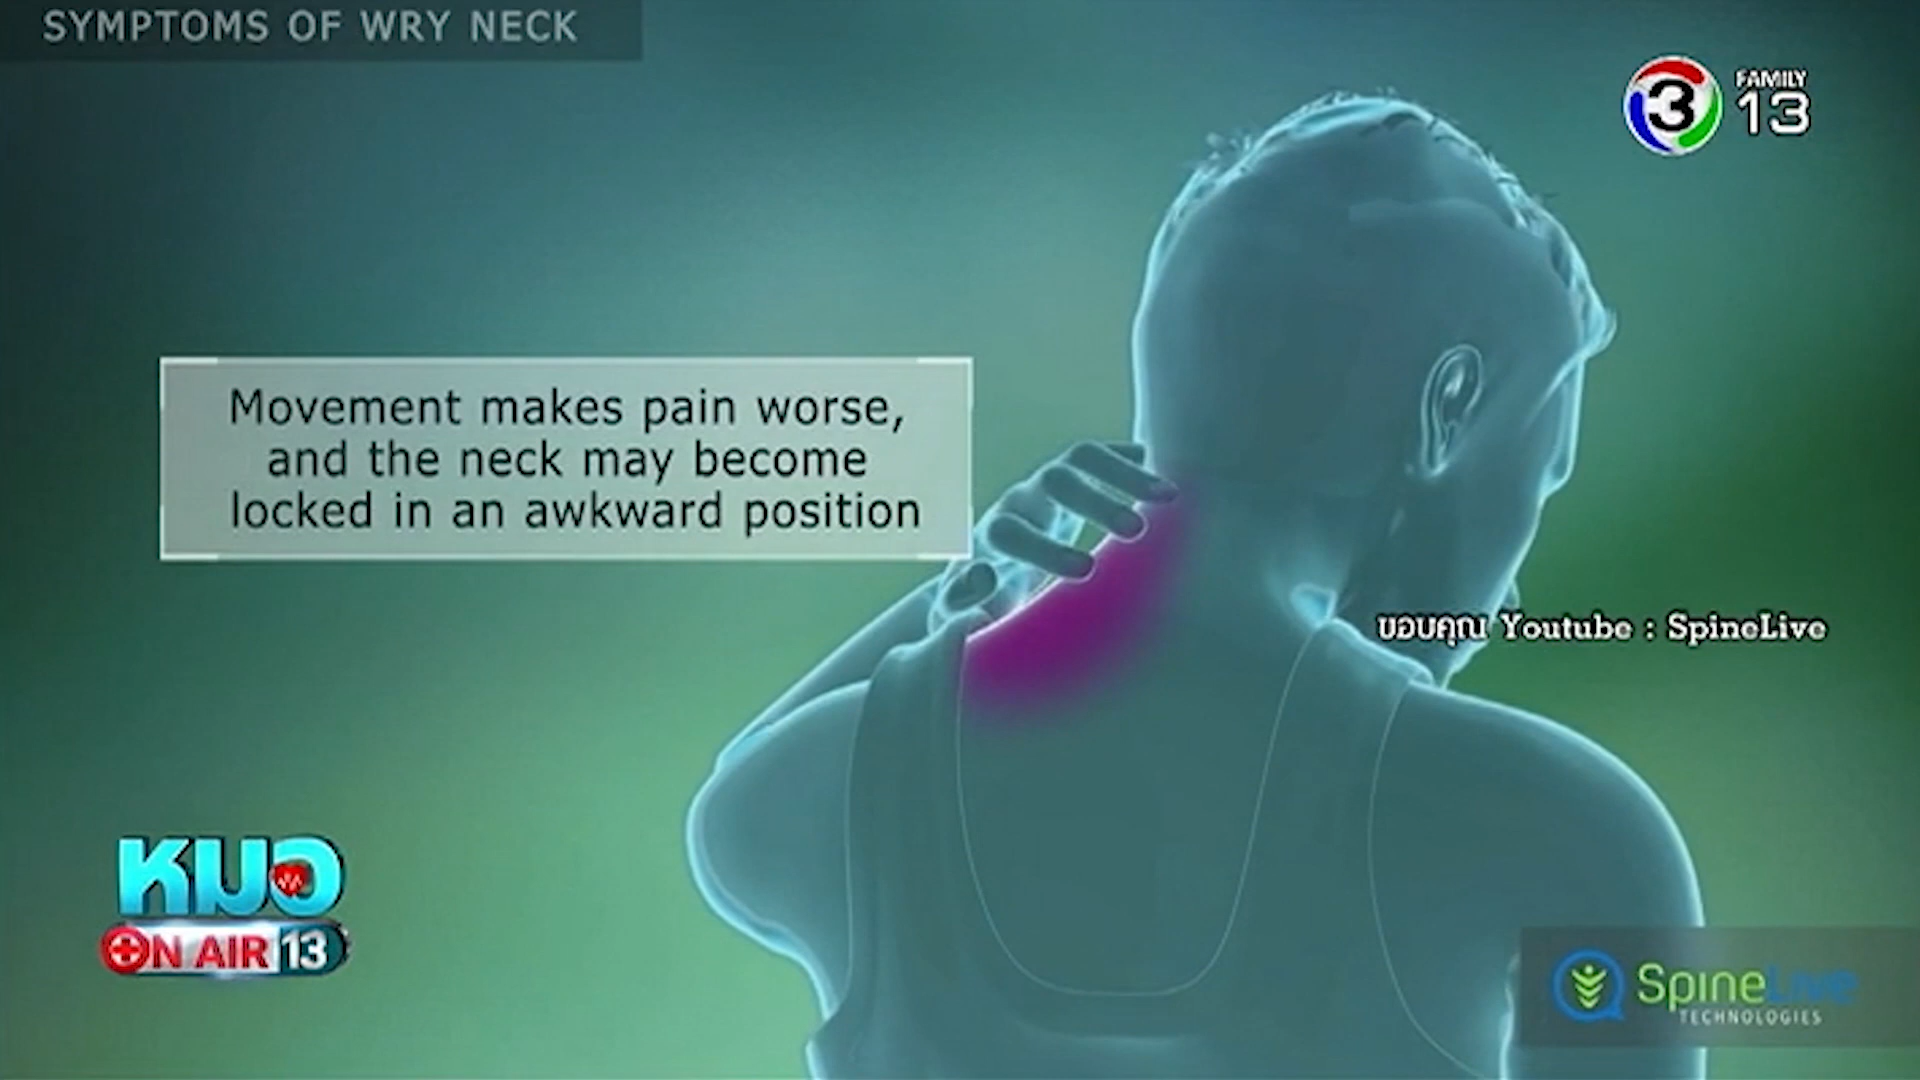 SYMPTOMS OF WRY NECK
3 FAMILY
13
Movement makes pain worse,
and the neck may become
locked in an awkward position
ขอบคุณ Youtube : SpineLive
หมอ
ON AIR 13
SpineLive
TECHNOLOGIES